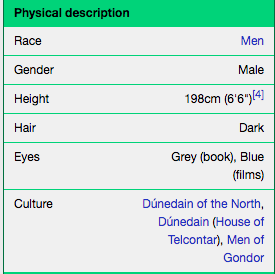 Physical description
Race Men
Gender Male
Height 198cm (6'6")[4]
Hair Dark
Eyes Grey (book), Blue
(films)
Culture Dúnedain of the North,
Dúnedain (House of
Telcontar), Men of
Gondor